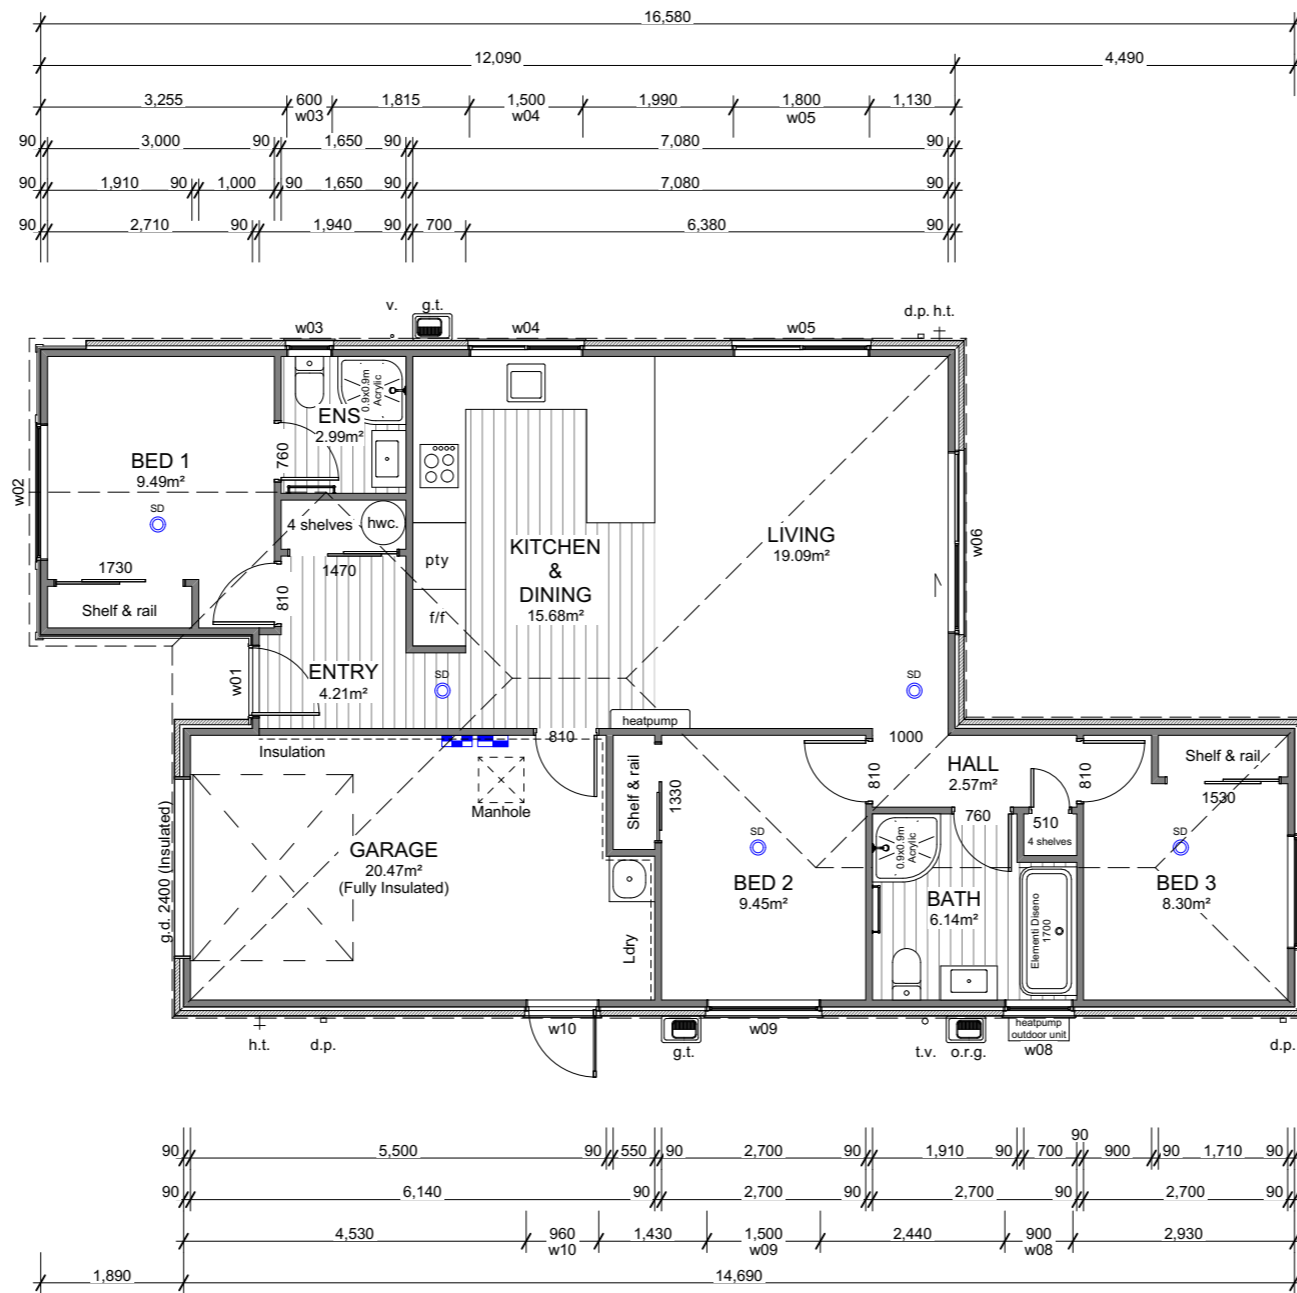 16,580
12,090 4,490
3,255 600 1,815 1,500 1,990 1,800 1,130
w03 w04 w05
90 3,000 90 1,650 90 7,080 90
90 1,910 90 1,000 90 1,650 90 7,080 90
90 2,710 90 1,940 90 700 6,380 90
v. g.t. d.p. h.t.
w03 w04 w05
0.9x0.9m
Acrylic
ENS
2.99m²
BED 1
9.49m²
760
w02
SD
4 shelves hwc.
KITCHEN
&
DINING
15.68m²
LIVING
19.09m²
w06
pty
1730
1470
810
Shelf & rail
f/f
ENTRY
4.21m²
w01
SD
SD
heatpump
Insulation
810
1000
HALL
2.57m²
Shelf & rail
Shelf & rail
1330
810
810
1530
Manhole
g.d. 2400 (Insulated)
GARAGE
20.47m²
(Fully Insulated)
760
510
4 shelves
SD
SD
0.9x0.9m
Acrylic
BED 2
9.45m²
BATH
6.14m²
Elementi Diseno
1700
BED 3
8.30m²
Ldry
w10 w09
heatpump
outdoor unit
w08
h.t. d.p. g.t. t.v. o.r.g. d.p.
90 5,500 90 550 90 2,700 90 1,910 90 700 90 900 90 1,710 90
90 6,140 90 2,700 90 2,700 90 2,700 90
4,530 960 1,430 1,500 2,440 900 2,930
w10 w09 w08
1,890 14,690